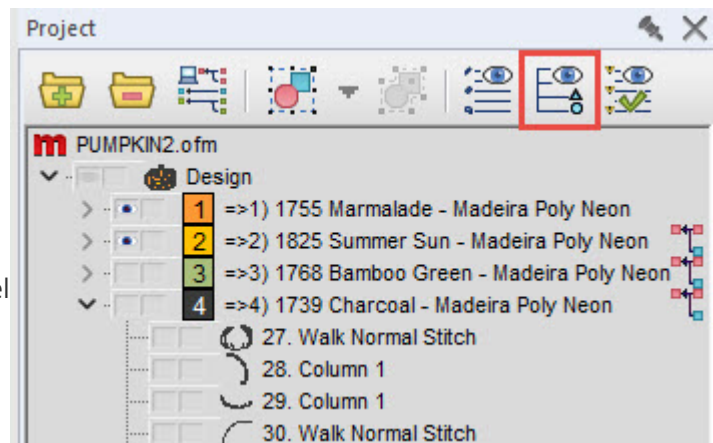 Project
m PUMPKIN2.ofm
Design
1 =>1) 1755 Marmalade - Madeira Poly Neon
2 =>2) 1825 Summer Sun - Madeira Poly Neon
3 =>3) 1768 Bamboo Green - Madeira Poly Neon
el
4 =>4) 1739 Charcoal - Madeira Poly Neon
27. Walk Normal Stitch
28. Column 1
29. Column 1
30. Walk Normal Stitch